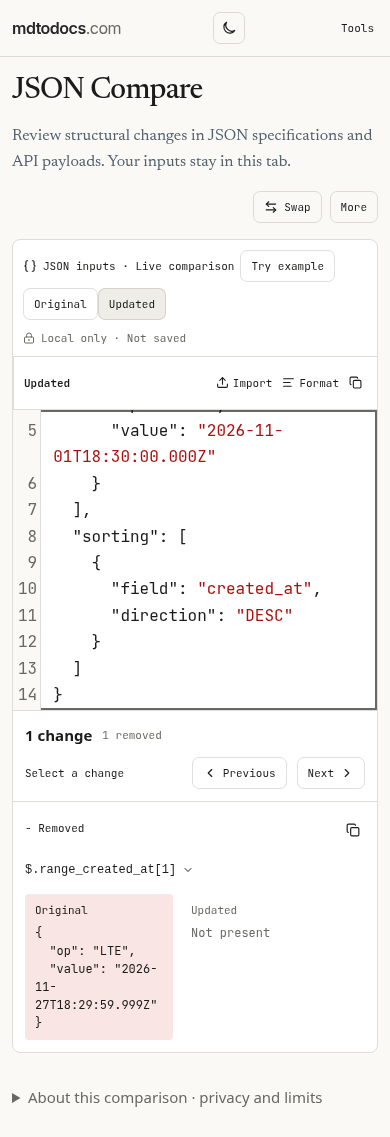 mdtodocs.com
Tools
JSON Compare
Review structural changes in JSON specifications and
API payloads. Your inputs stay in this tab.
Swap
More
{} JSON inputs · Live comparison
Try example
Original
Updated
Local only · Not saved
Updated
Import
Format
5 "value": "2026-11-
01T18:30:00.000Z"
6 }
7 ],
8 "sorting": [
9 {
10 "field": "created_at",
11 "direction": "DESC"
12 }
13 ]
14 }
1 change 1 removed
Select a change
Previous
Next
- Removed
$.range_created_at[1]
Original
{
"op": "LTE",
"value": "2026-
11-
27T18:29:59.999Z"
}
Updated
Not present
About this comparison · privacy and limits